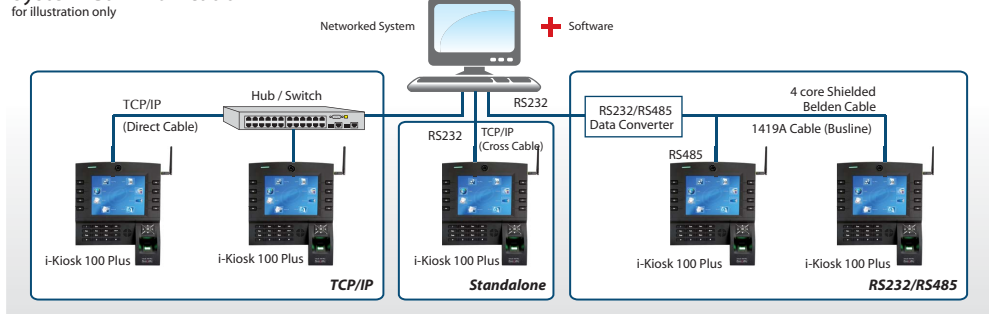 for illustration only
Networked System
Software
TCP/IP
(Direct Cable)
Hub / Switch
RS232
TCP/IP
(Cross Cable)
RS232
RS232/RS485
Data Converter
4 core Shielded
Belden Cable
1419A Cable (Busline)
RS485
i-Kiosk 100 Plus
i-Kiosk 100 Plus
i-Kiosk 100 Plus
i-Kiosk 100 Plus
i-Kiosk 100 Plus
TCP/IP
Standalone
RS232/RS485